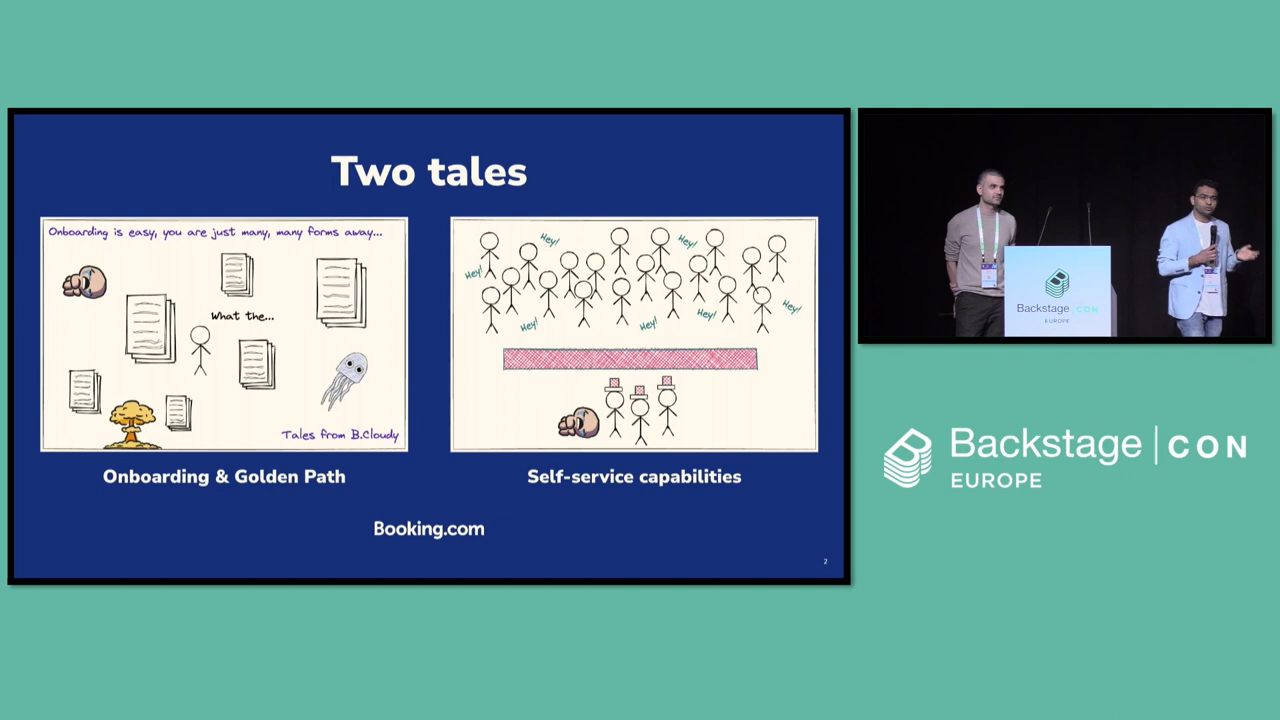 Two tales
Onboarding is easy, you are just many, many forms away...
What the...
Tales from B.Cloudy
Hey!
Hey!
Hey!
Hey!
Hey!
Hey!
Hey!
Onboarding & Golden Path
Self-service capabilities
Booking.com
2
Backstage CON
EUROPE
Backstage | CON
EUROPE